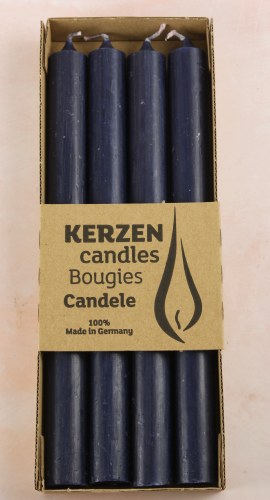 KERZEN
candles
Bougies
Candele
100%
Made in Germany